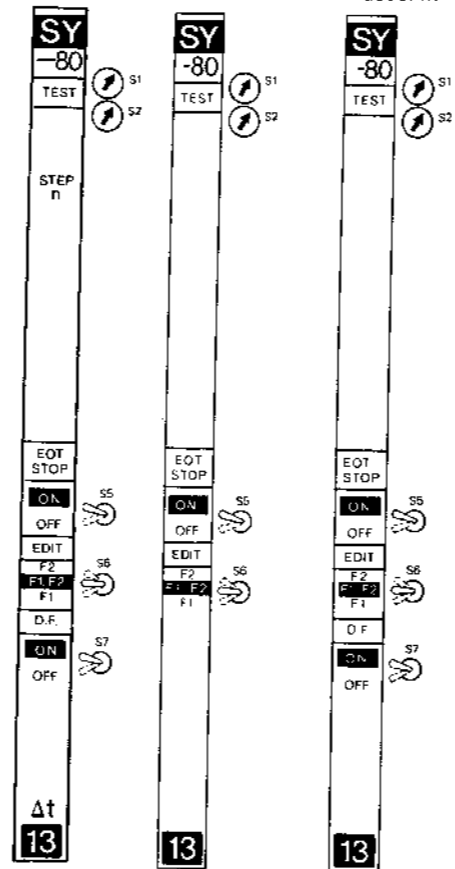 SY
-80
TEST
S1
S2
STEP
n
EOT
STOP
ON
S5
OFF
EDIT
F2
S6
F1, F2
F1
D.F.
ON
S7
OFF
Δt
13
SY
-80
TEST
S1
S2
EOT
STOP
ON
S5
OFF
EDIT
F2
S6
F1, F2
F1
13
SY
-80
TEST
S1
S2
EOT
STOP
ON
S5
OFF
EDIT
F2
S6
F1, F2
F1
D.F.
ON
S7
OFF
13